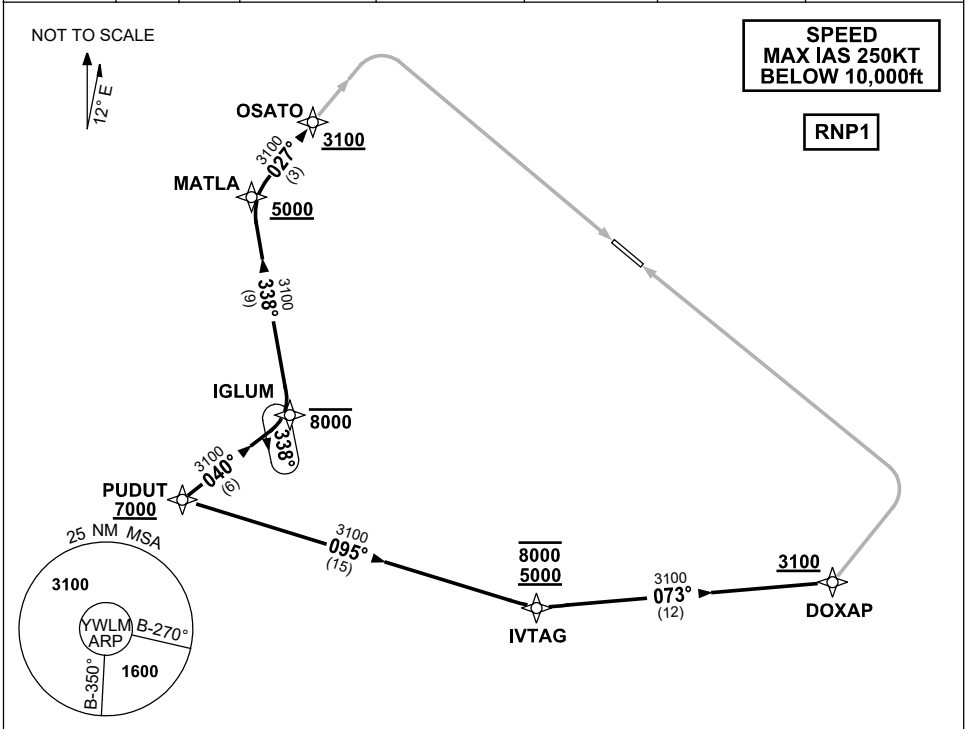 NOT TO SCALE
12° E
SPEED
MAX IAS 250KT
BELOW 10,000ft
RNP1
OSATO
3100
3100
027°
(3)
MATLA
5000
3100
338°
(9)
IGLUM
8000
338°
3100
040°
(6)
PUDUT
7000
3100
095°
(15)
8000
5000
IVTAG
3100
073°
(12)
3100
DOXAP
25 NM MSA
3100
YWLM
ARP
B-270°
B-350°
1600